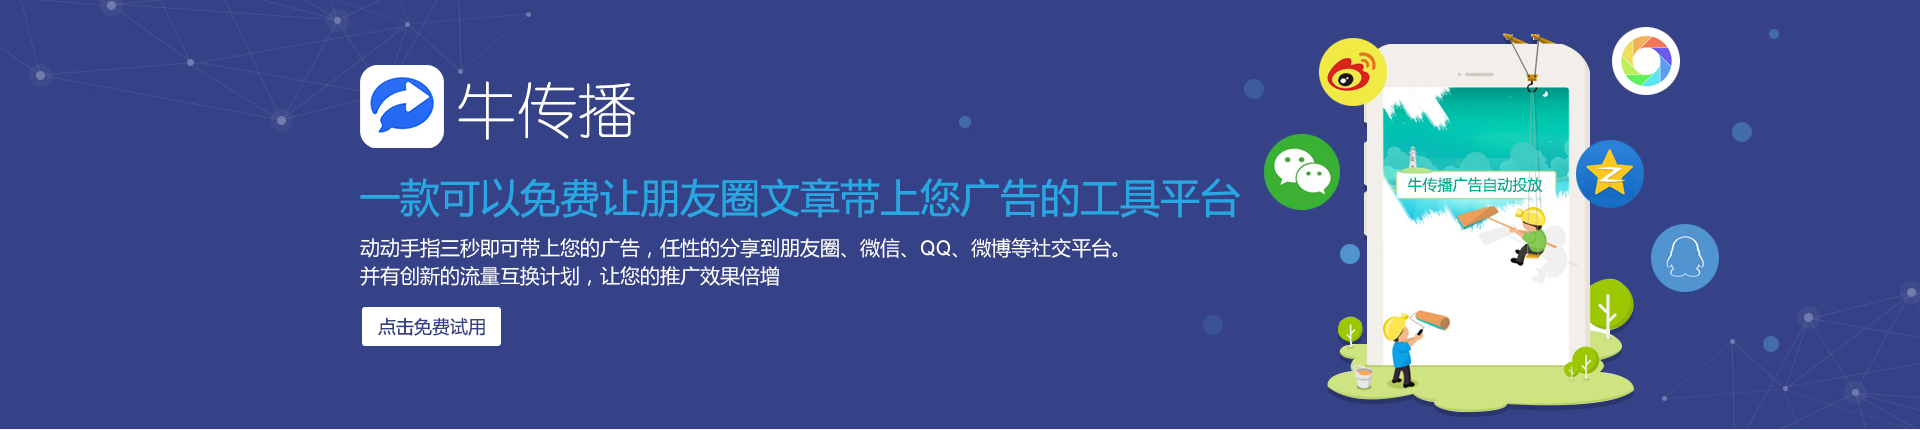 牛传播
一款可以免费让朋友圈文章带上您广告的工具平台
动动手指三秒即可带上您的广告，任性的分享到朋友圈、微信、QQ、微博等社交平台。
并有创新的流量互换计划，让您的推广效果倍增
点击免费试用
牛传播广告自动投放